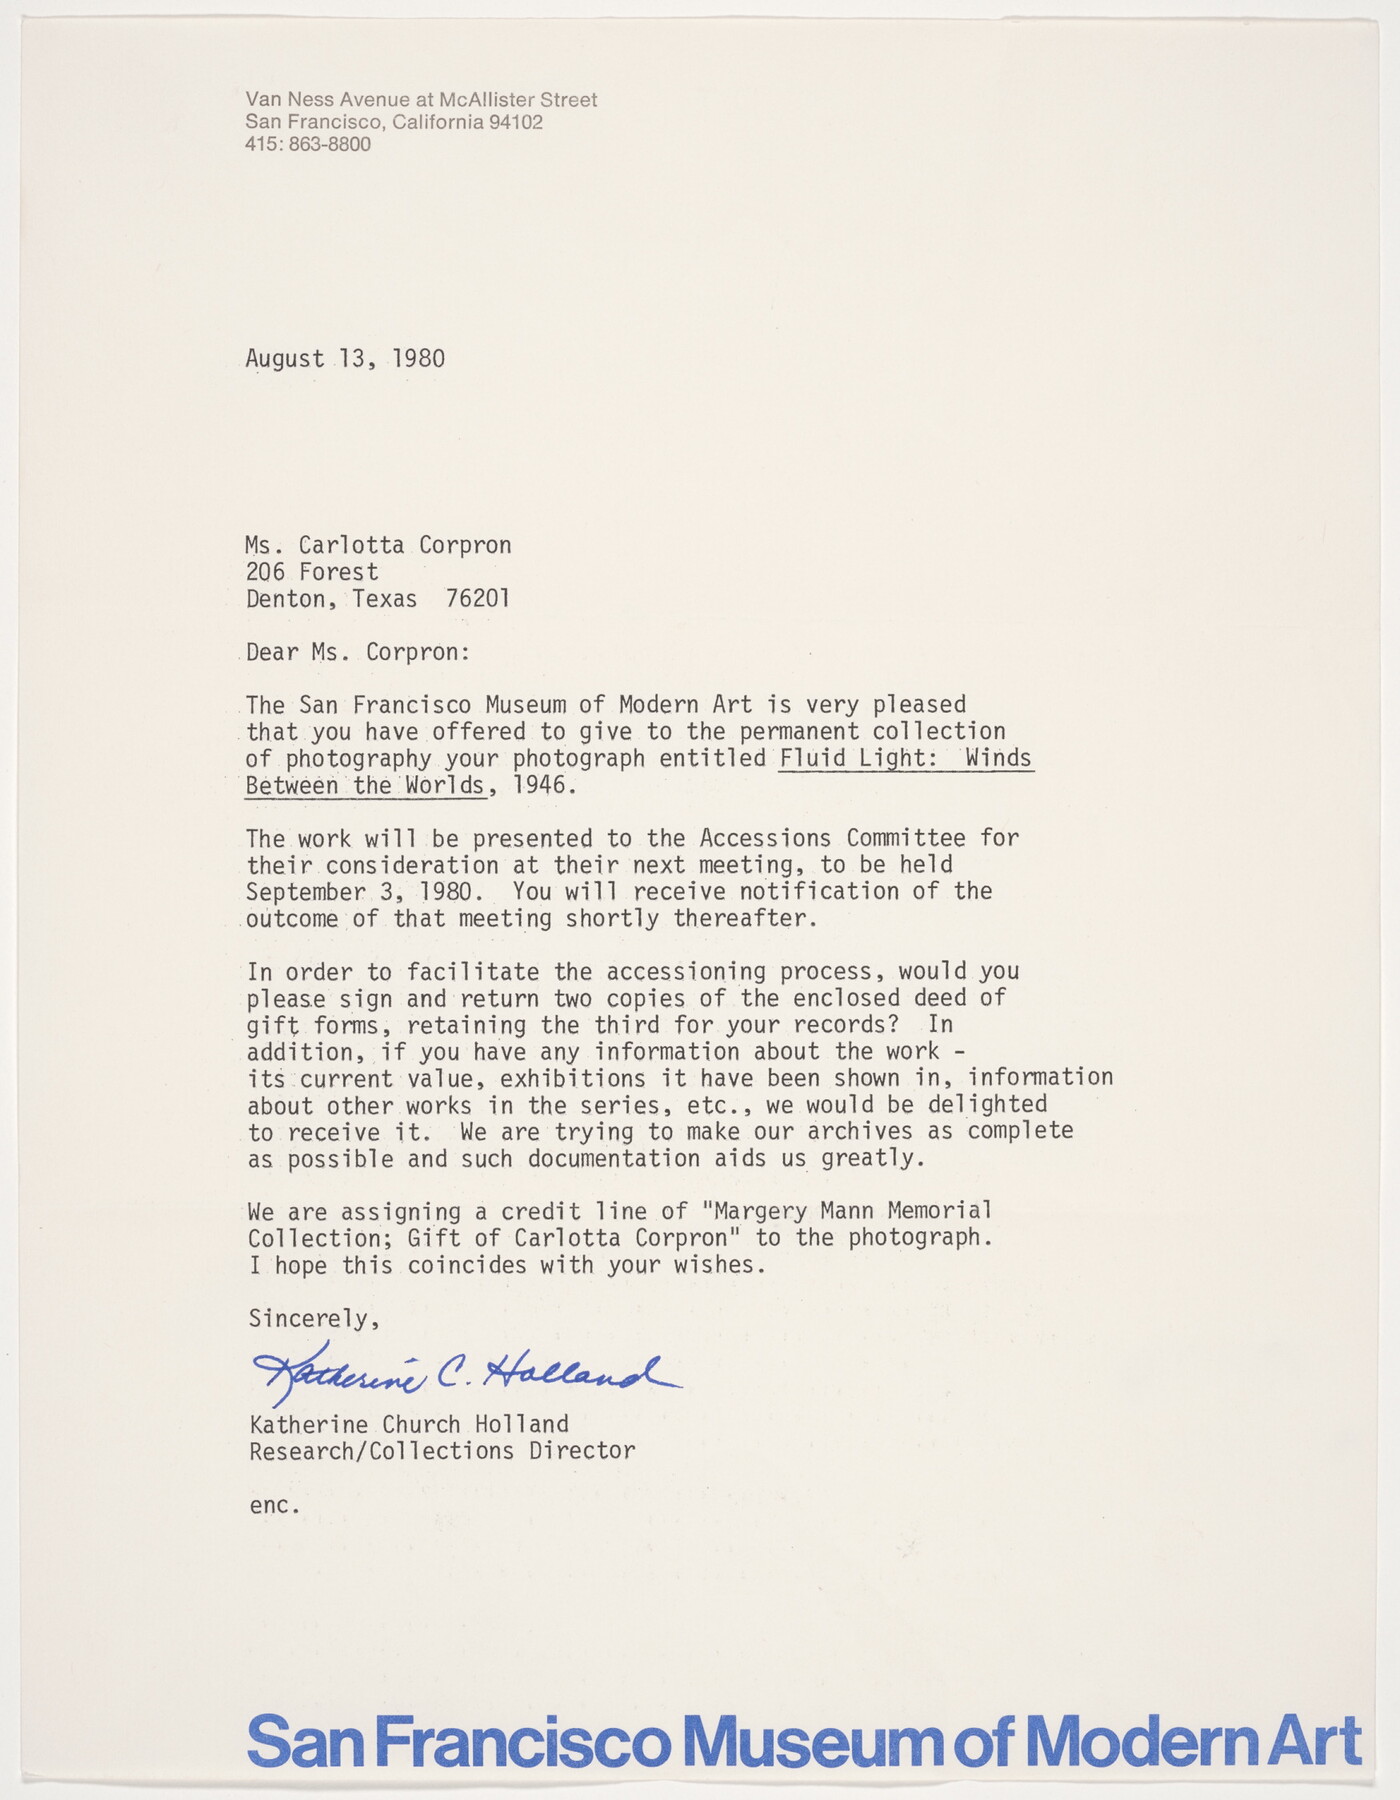 Van Ness Avenue at McAllister Street
San Francisco, California 94102
415: 863-8800
August 13, 1980
Ms. Carlotta Corpron
206 Forest
Denton, Texas  76201
Dear Ms. Corpron:
The San Francisco Museum of Modern Art is very pleased
that you have offered to give to the permanent collection
of photography your photograph entitled Fluid Light:  Winds
Between the Worlds, 1946.
The work will be presented to the Accessions Committee for
their consideration at their next meeting, to be held
September 3, 1980.  You will receive notification of the
outcome of that meeting shortly thereafter.
In order to facilitate the accessioning process, would you
please sign and return two copies of the enclosed deed of
gift forms, retaining the third for your records?  In
addition, if you have any information about the work -
its current value, exhibitions it have been shown in, information
about other works in the series, etc., we would be delighted
to receive it.  We are trying to make our archives as complete
as possible and such documentation aids us greatly.
We are assigning a credit line of "Margery Mann Memorial
Collection; Gift of Carlotta Corpron" to the photograph.
I hope this coincides with your wishes.
Sincerely,
Katherine C. Holland
Katherine Church Holland
Research/Collections Director
enc.
San Francisco Museum of Modern Art